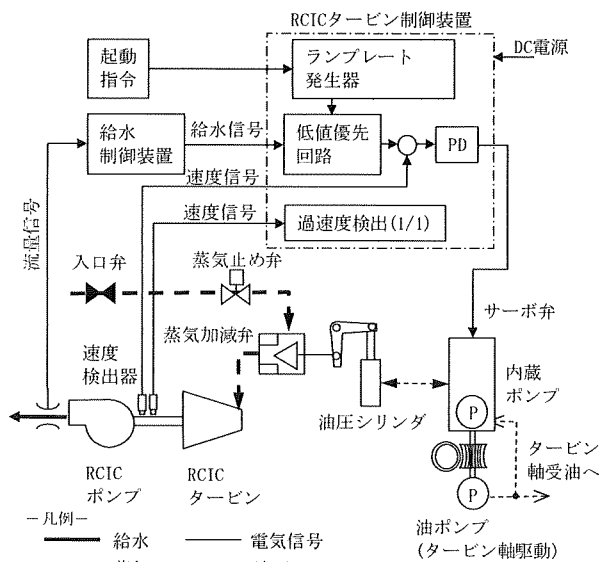 RCICタービン制御装置
起動
指令
ランプレート
発生器
DC電源
給水
制御装置
給水信号
低値優先
回路
PD
速度信号
速度信号
過速度検出(1/1)
流量信号
入口弁
蒸気止め弁
サーボ弁
蒸気加減弁
速度
検出器
内蔵
ポンプ
P
油圧シリンダ
RCIC
ポンプ
RCIC
タービン
タービン
軸受油へ
P
油ポンプ
(タービン軸駆動)
-凡例-
給水
電気信号